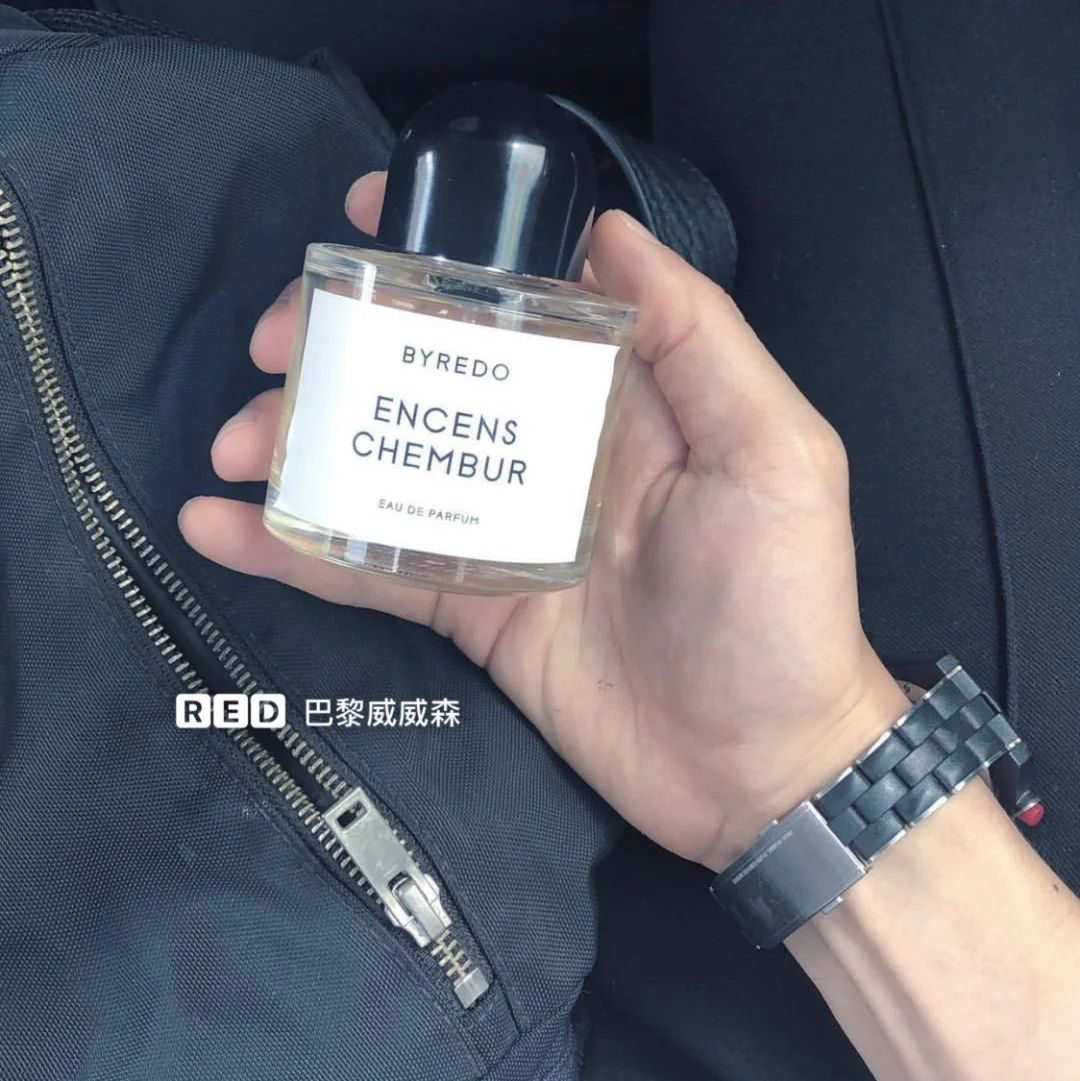 BYREDO
ENCENS
CHEMBUR
EAU DE PARFUM
RED 巴黎威威森